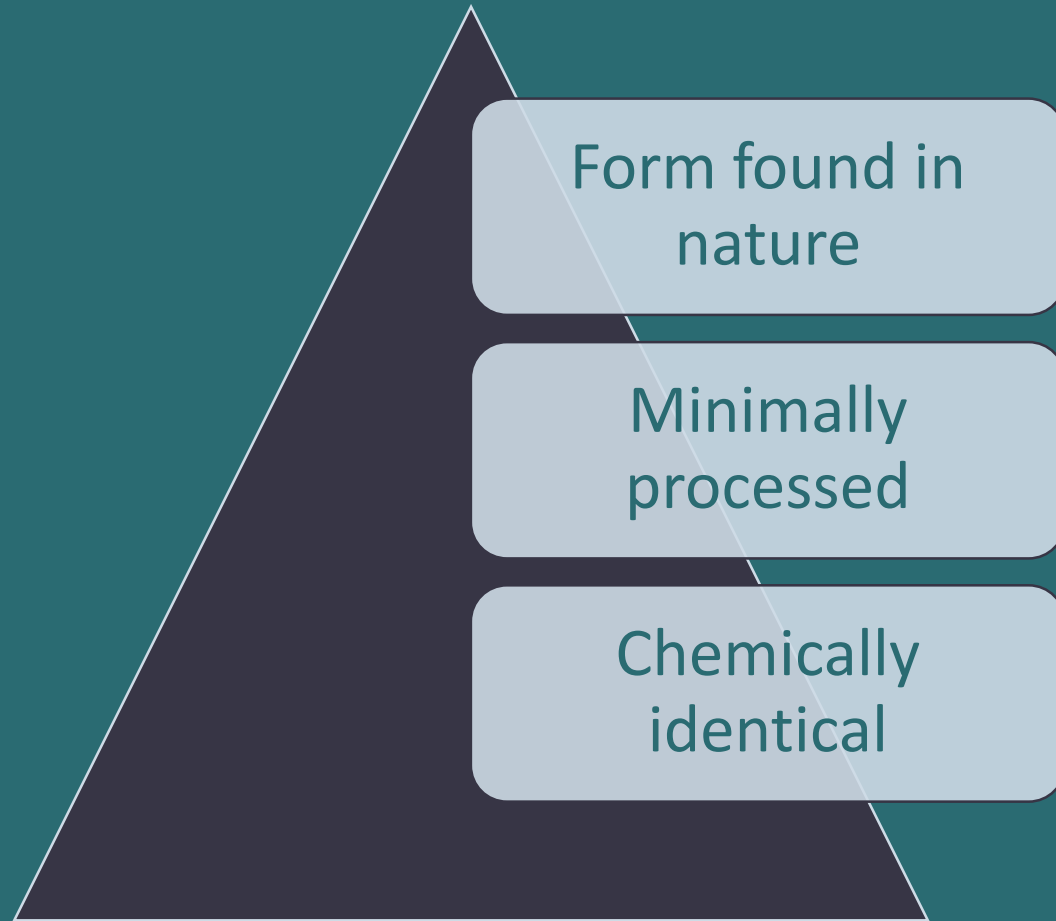 Form found in
nature
Minimally
processed
Chemically
identical